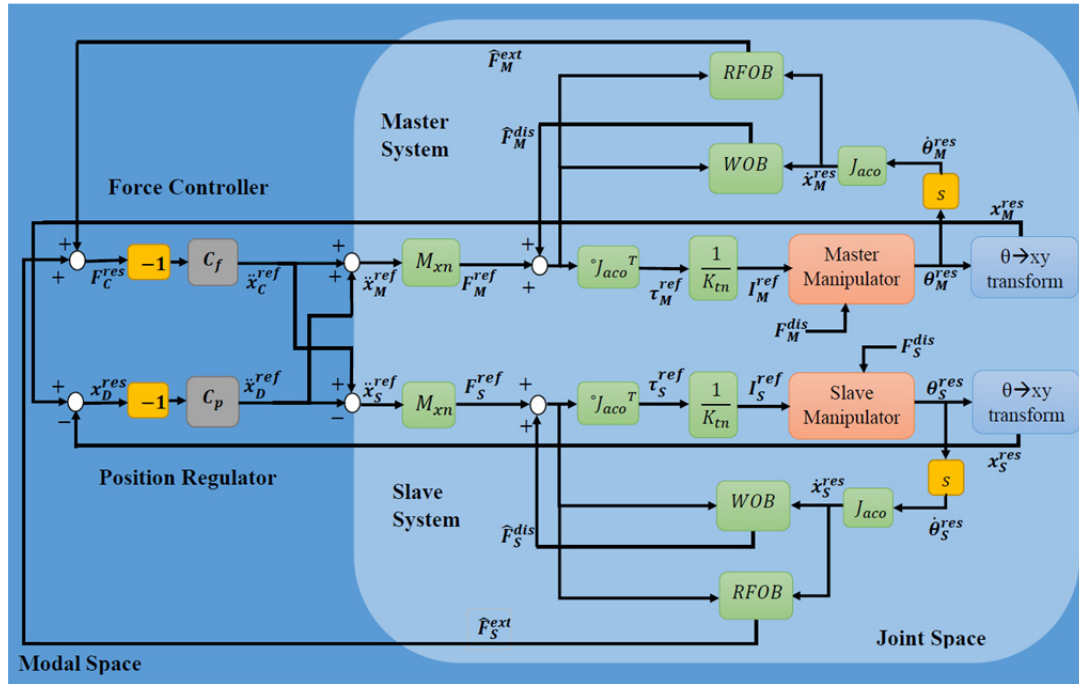 F̂_M^ext
RFOB
Master
System
F̂_M^dis
WOB
ẋ_M^res
J_aco
θ̇_M^res
s
x_M^res
Force Controller
+
+
F_C^res
-1
C_f
ẍ_C^ref
+
+
ẍ_M^ref
M_xn
F_M^ref
+
+
°J_aco^T
τ_M^ref
1/K_tn
I_M^ref
Master
Manipulator
θ_M^res
θ→xy
transform
F_M^dis
F_S^dis
+
−
x_D^res
-1
C_p
ẍ_D^ref
+
−
ẍ_S^ref
M_xn
F_S^ref
+
+
°J_aco^T
τ_S^ref
1/K_tn
I_S^ref
Slave
Manipulator
θ_S^res
θ→xy
transform
x_S^res
Position Regulator
Slave
System
F̂_S^dis
WOB
ẋ_S^res
J_aco
s
θ̇_S^res
RFOB
F̂_S^ext
Joint Space
Modal Space